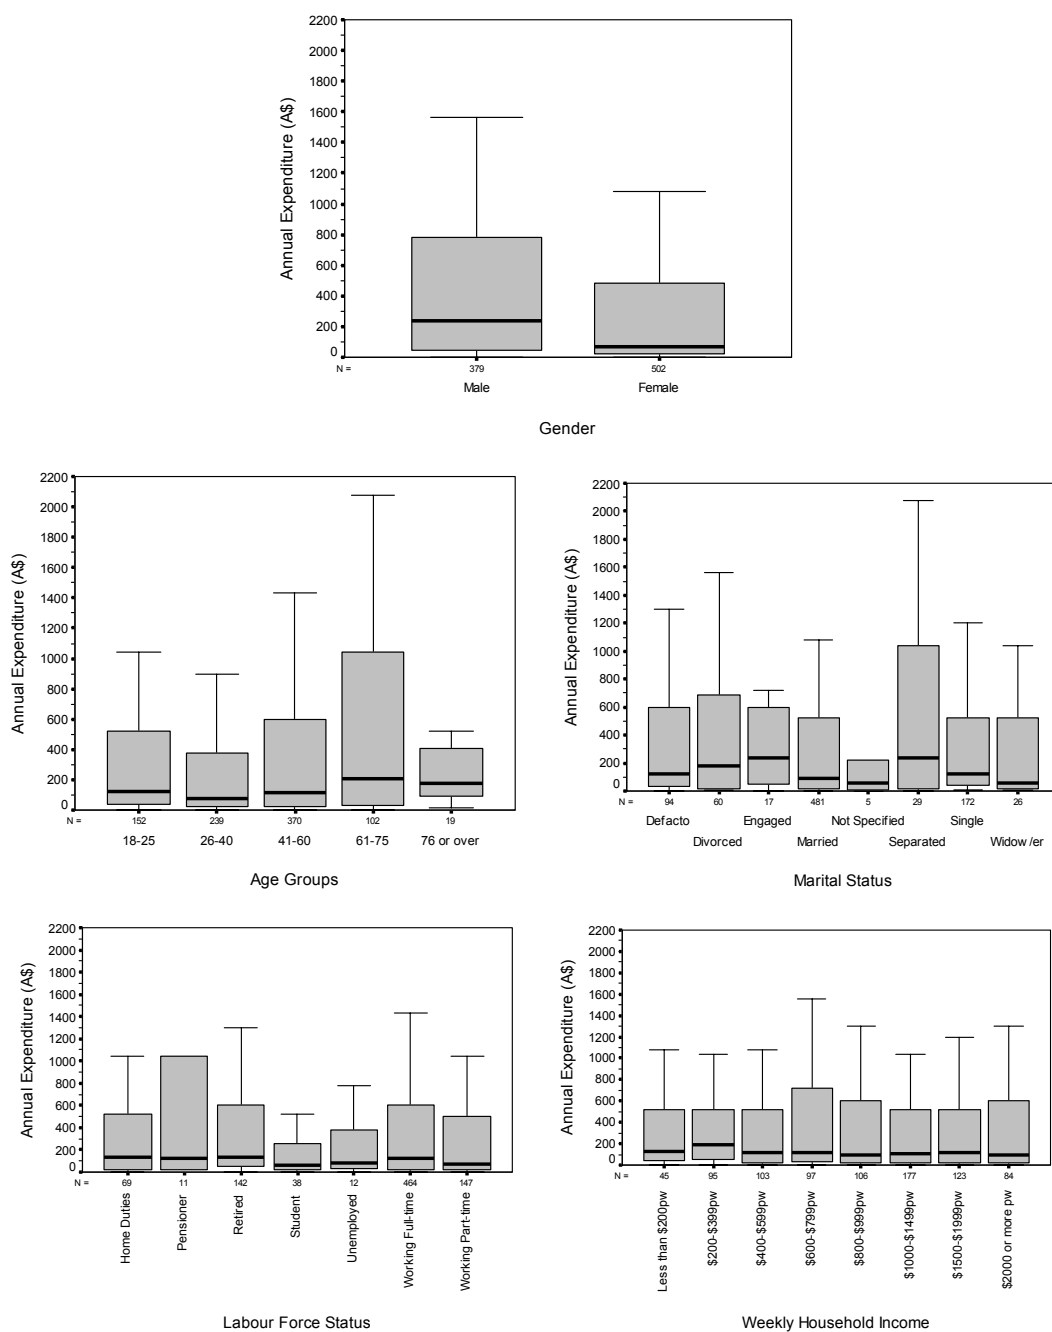 2200
2000
1800
1600
1400
1200
1000
800
600
400
200
0
Annual Expenditure (A$)
N = 379 502
Male Female
Gender
2200
2000
1800
1600
1400
1200
1000
800
600
400
200
0
Annual Expenditure (A$)
N = 152 239 370 102 19
18-25 26-40 41-60 61-75 76 or over
Age Groups
2200
2000
1800
1600
1400
1200
1000
800
600
400
200
0
Annual Expenditure (A$)
N = 94 60 17 481 5 29 172 26
Defacto Engaged Not Specified Single
Divorced Married Separated Widow/er
Marital Status
2200
2000
1800
1600
1400
1200
1000
800
600
400
200
0
Annual Expenditure (A$)
N = 69 11 142 38 12 464 147
Home Duties
Pensioner
Retired
Student
Unemployed
Working Full-time
Working Part-time
Labour Force Status
2200
2000
1800
1600
1400
1200
1000
800
600
400
200
0
Annual Expenditure (A$)
N = 45 95 103 97 106 177 123 84
Less than $200pw
$200-$399pw
$400-$599pw
$600-$799pw
$800-$999pw
$1000-$1499pw
$1500-$1999pw
$2000 or more pw
Weekly Household Income